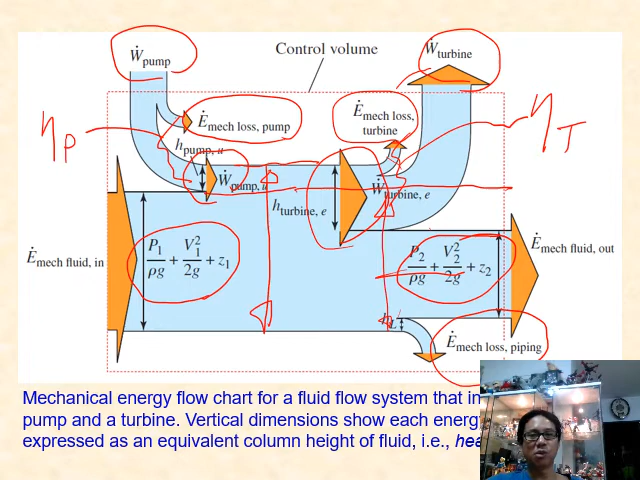 Ẇpump
Control volume
Ẇturbine
Ėmech loss, pump
Ėmech loss,
turbine
ηP
ηT
hpump, u
Ẇpump, u
hturbine, e
Ẇturbine, e
Ėmech fluid, in
P1/ρg + V1²/2g + z1
P2/ρg + V2²/2g + z2
Ėmech fluid, out
hL
Ėmech loss, piping
Mechanical energy flow chart for a fluid flow system that in
pump and a turbine. Vertical dimensions show each energ
expressed as an equivalent column height of fluid, i.e., hea